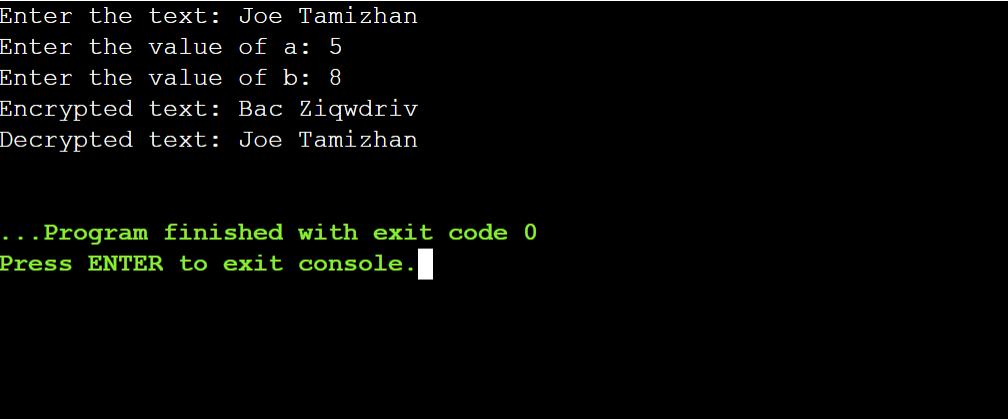 Enter the text: Joe Tamizhan
Enter the value of a: 5
Enter the value of b: 8
Encrypted text: Bac Ziqwdriv
Decrypted text: Joe Tamizhan
...Program finished with exit code 0
Press ENTER to exit console.